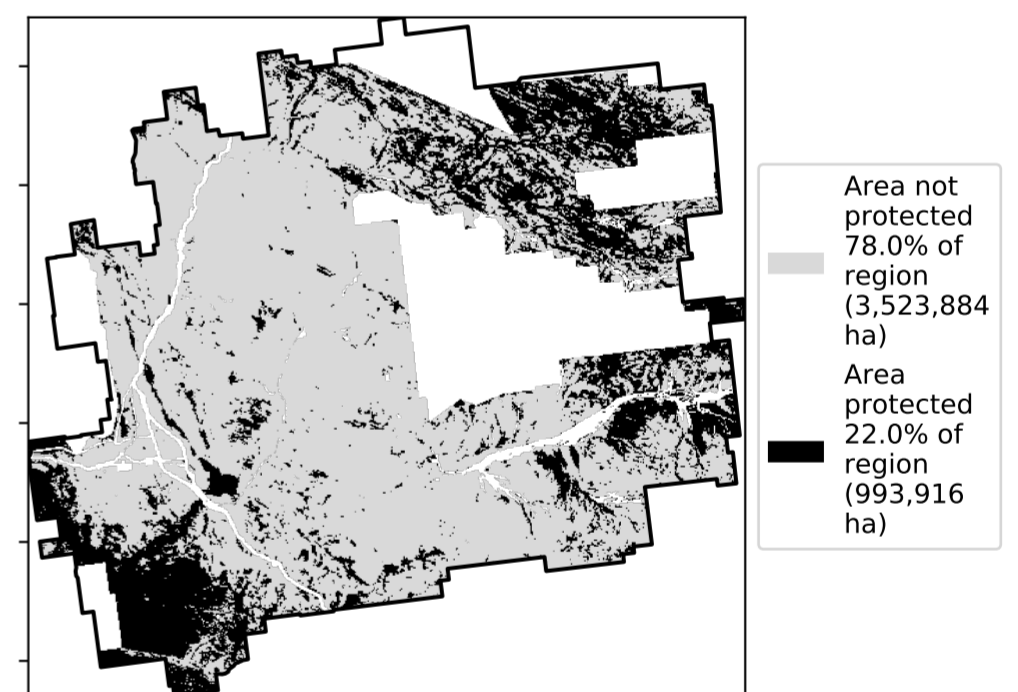 Area not
protected
78.0% of
region
(3,523,884
ha)
Area
protected
22.0% of
region
(993,916
ha)